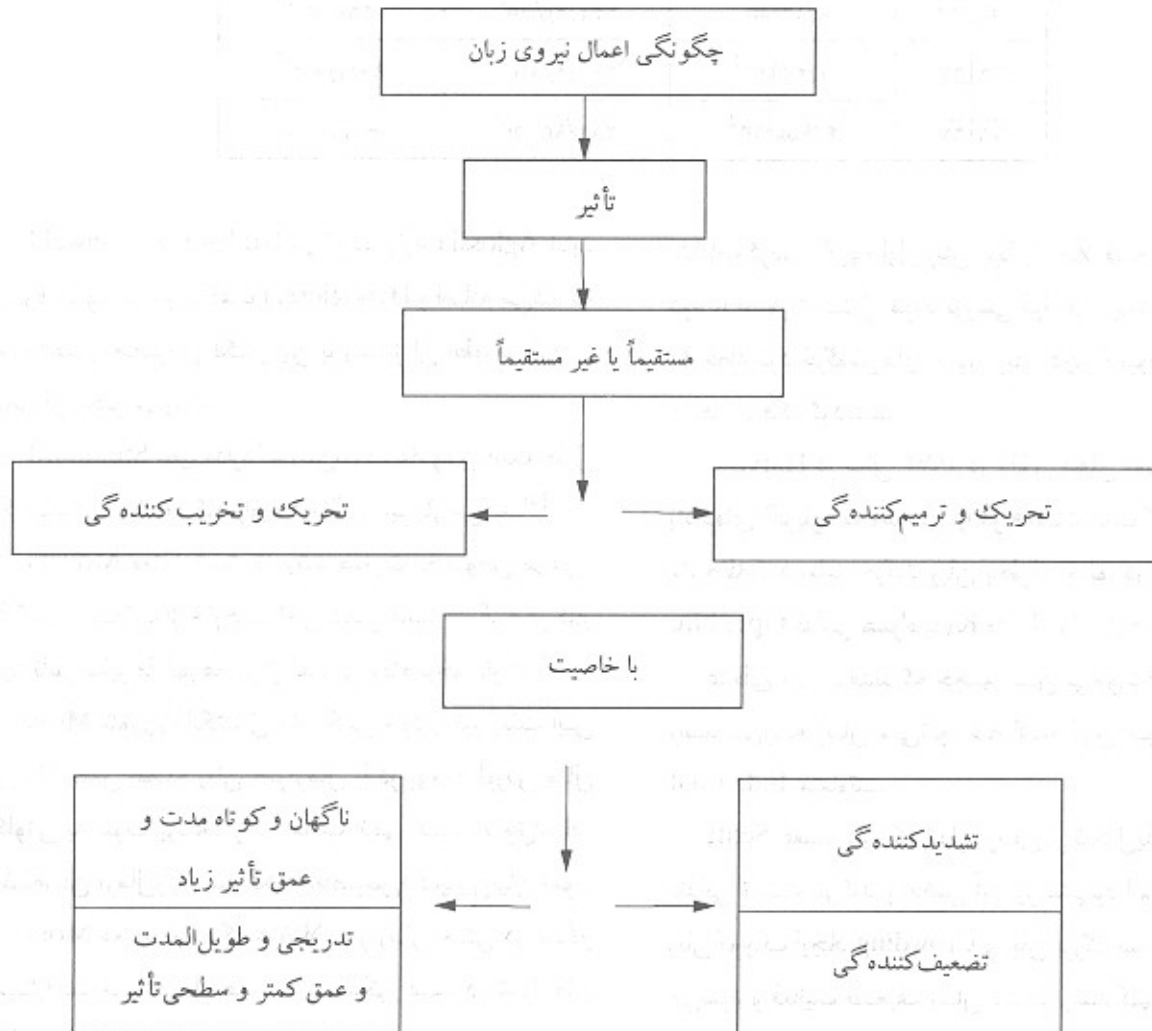 چگونگی اعمال نیروی زبان
تأثیر
مستقیماً یا غیر مستقیماً
تحریک و ترمیم‌کننده‌گی
تحریک و تخریب کننده‌گی
با خاصیت
تشدیدکننده‌گی
تضعیف‌کننده‌گی
ناگهان و کوتاه مدت و
عمق تأثیر زیاد
تدریجی و طویل‌المدت
و عمق کمتر و سطحی تأثیر